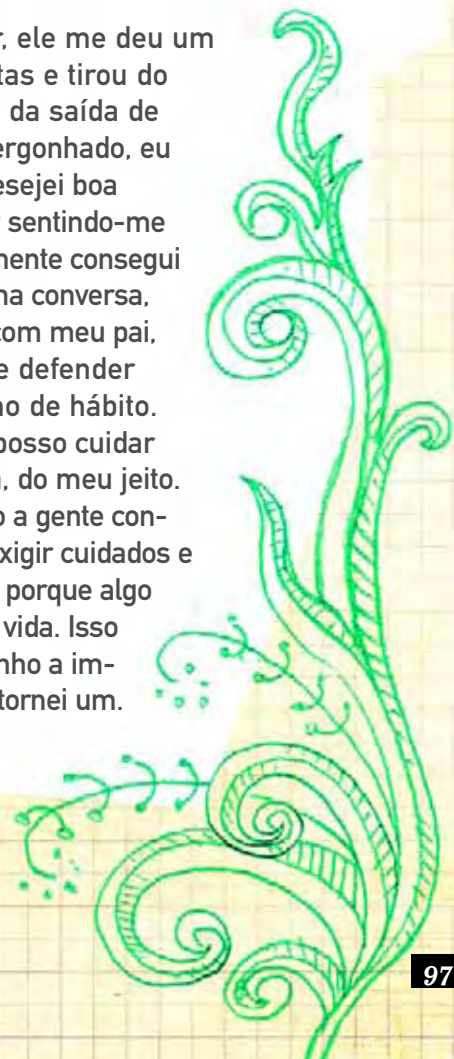 r, ele me deu um
tas e tirou do
da saída de
ergonhado, eu
esejei boa
sentindo-me
mente consegui
na conversa,
com meu pai,
e defender
no de hábito.
posso cuidar
, do meu jeito.
o a gente con-
xigir cuidados e
porque algo
vida. Isso
nho a im-
tornei um.
97